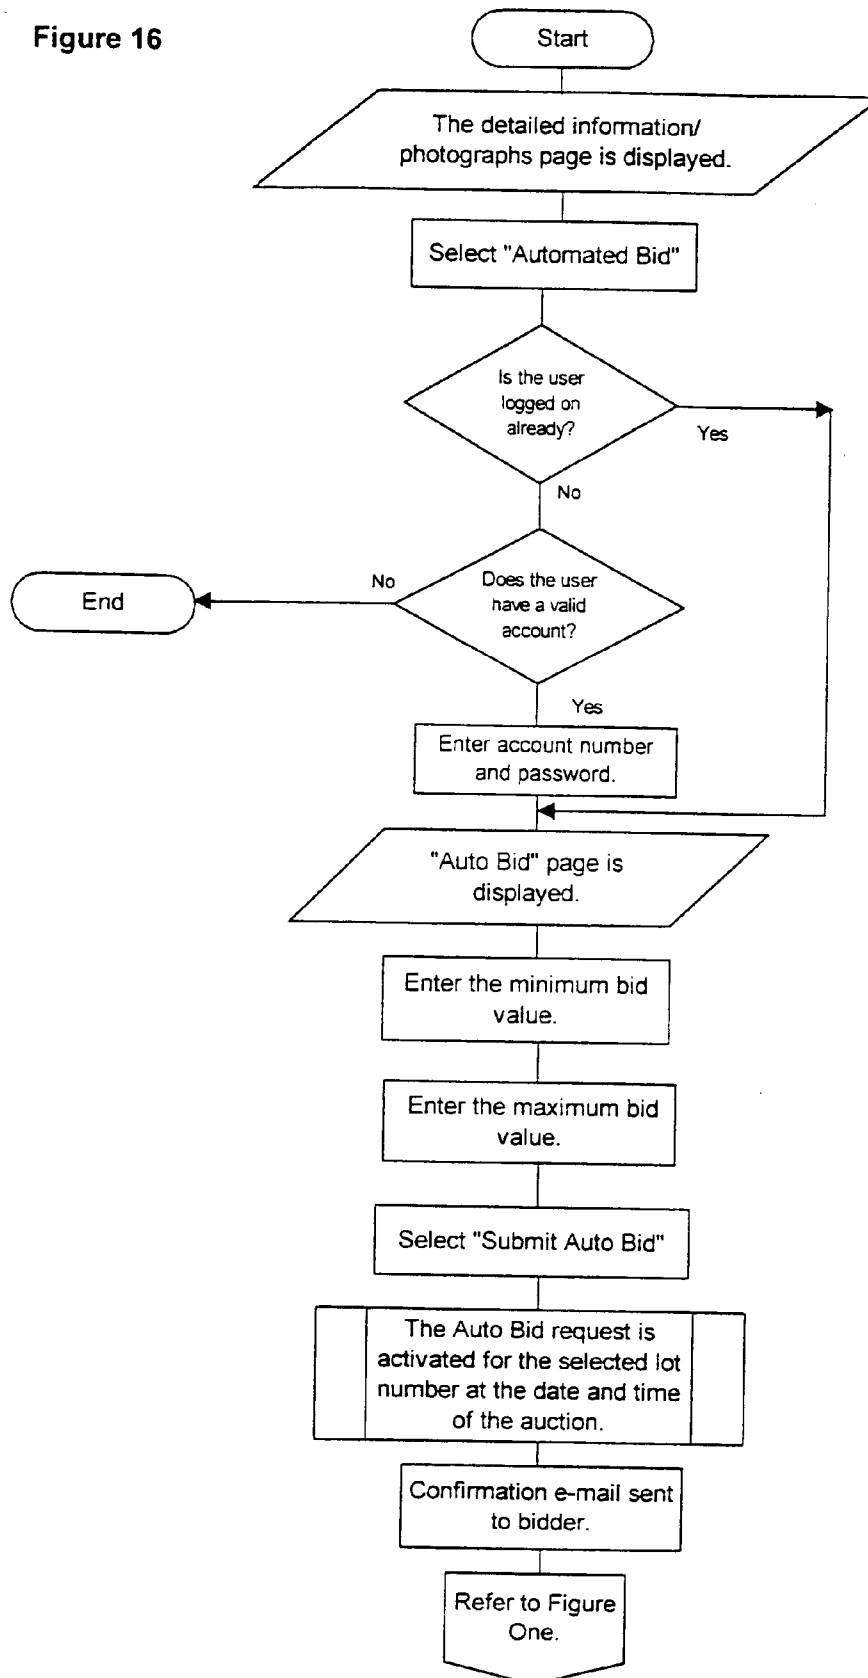 Figure 16
Start
The detailed information/
photographs page is displayed.
Select "Automated Bid"
Is the user
logged on
already?
Yes
No
Does the user
have a valid
account?
No
End
Yes
Enter account number
and password.
"Auto Bid" page is
displayed.
Enter the minimum bid
value.
Enter the maximum bid
value.
Select "Submit Auto Bid"
The Auto Bid request is
activated for the selected lot
number at the date and time
of the auction.
Confirmation e-mail sent
to bidder.
Refer to Figure
One.